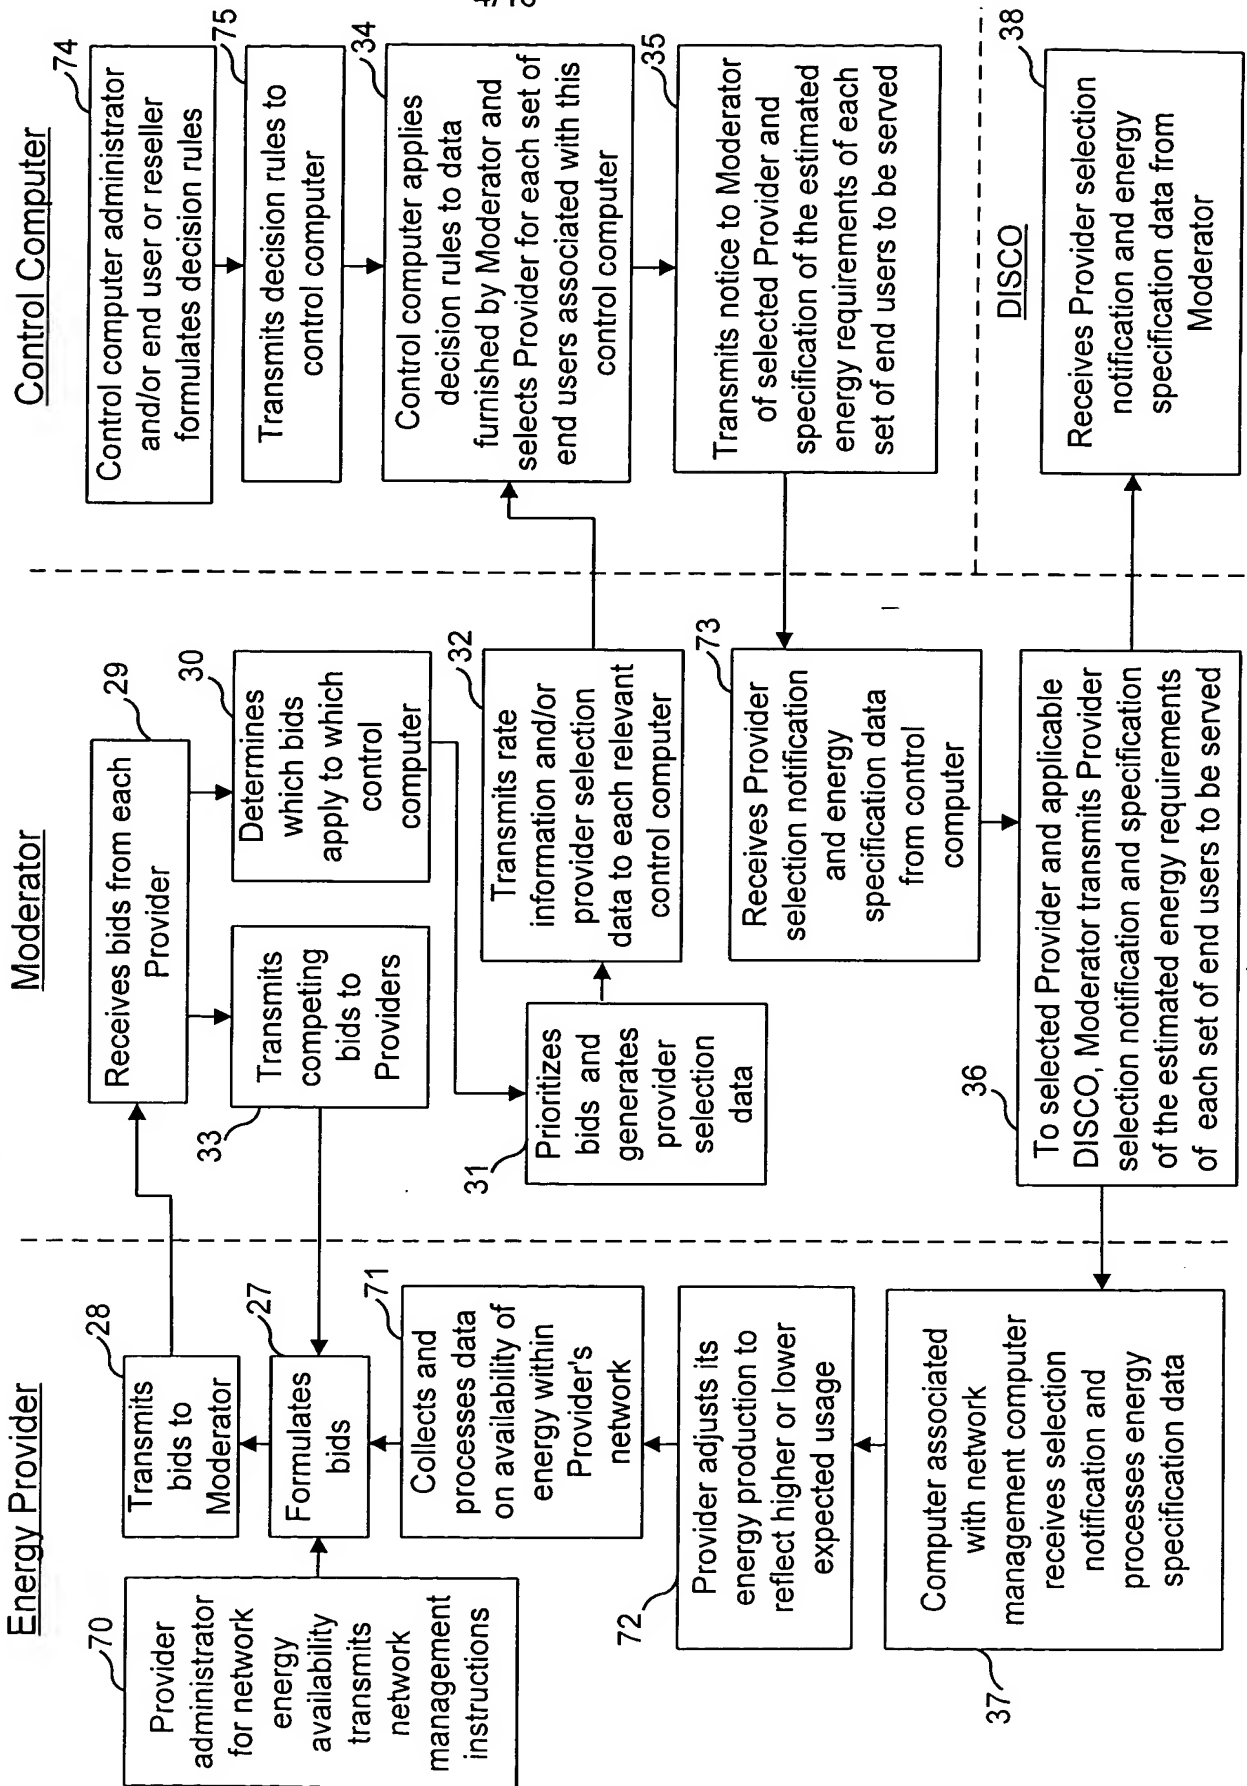 Energy Provider
70
Provider
administrator
for network
energy
availability
transmits
network
management
instructions
28
Transmits
bids to
Moderator
27
Formulates
bids
71
Collects and
processes data
on availability of
energy within
Provider's
network
72
Provider adjusts its
energy production to
reflect higher or lower
expected usage
37
Computer associated
with network
management computer
receives selection
notification and
processes energy
specification data
Moderator
29
Receives bids from each
Provider
33
Transmits
competing
bids to
Providers
30
Determines
which bids
apply to which
control
computer
31
Prioritizes
bids and
generates
provider
selection
data
32
Transmits rate
information and/or
provider selection
data to each relevant
control computer
73
Receives Provider
selection notification
and energy
specification data
from control
computer
36
To selected Provider and applicable
DISCO, Moderator transmits Provider
selection notification and specification
of the estimated energy requirements
of each set of end users to be served
Control Computer
74
Control computer administrator
and/or end user or reseller
formulates decision rules
75
Transmits decision rules to
control computer
34
Control computer applies
decision rules to data
furnished by Moderator and
selects Provider for each set of
end users associated with this
control computer
35
Transmits notice to Moderator
of selected Provider and
specification of the estimated
energy requirements of each
set of end users to be served
DISCO
38
Receives Provider selection
notification and energy
specification data from
Moderator